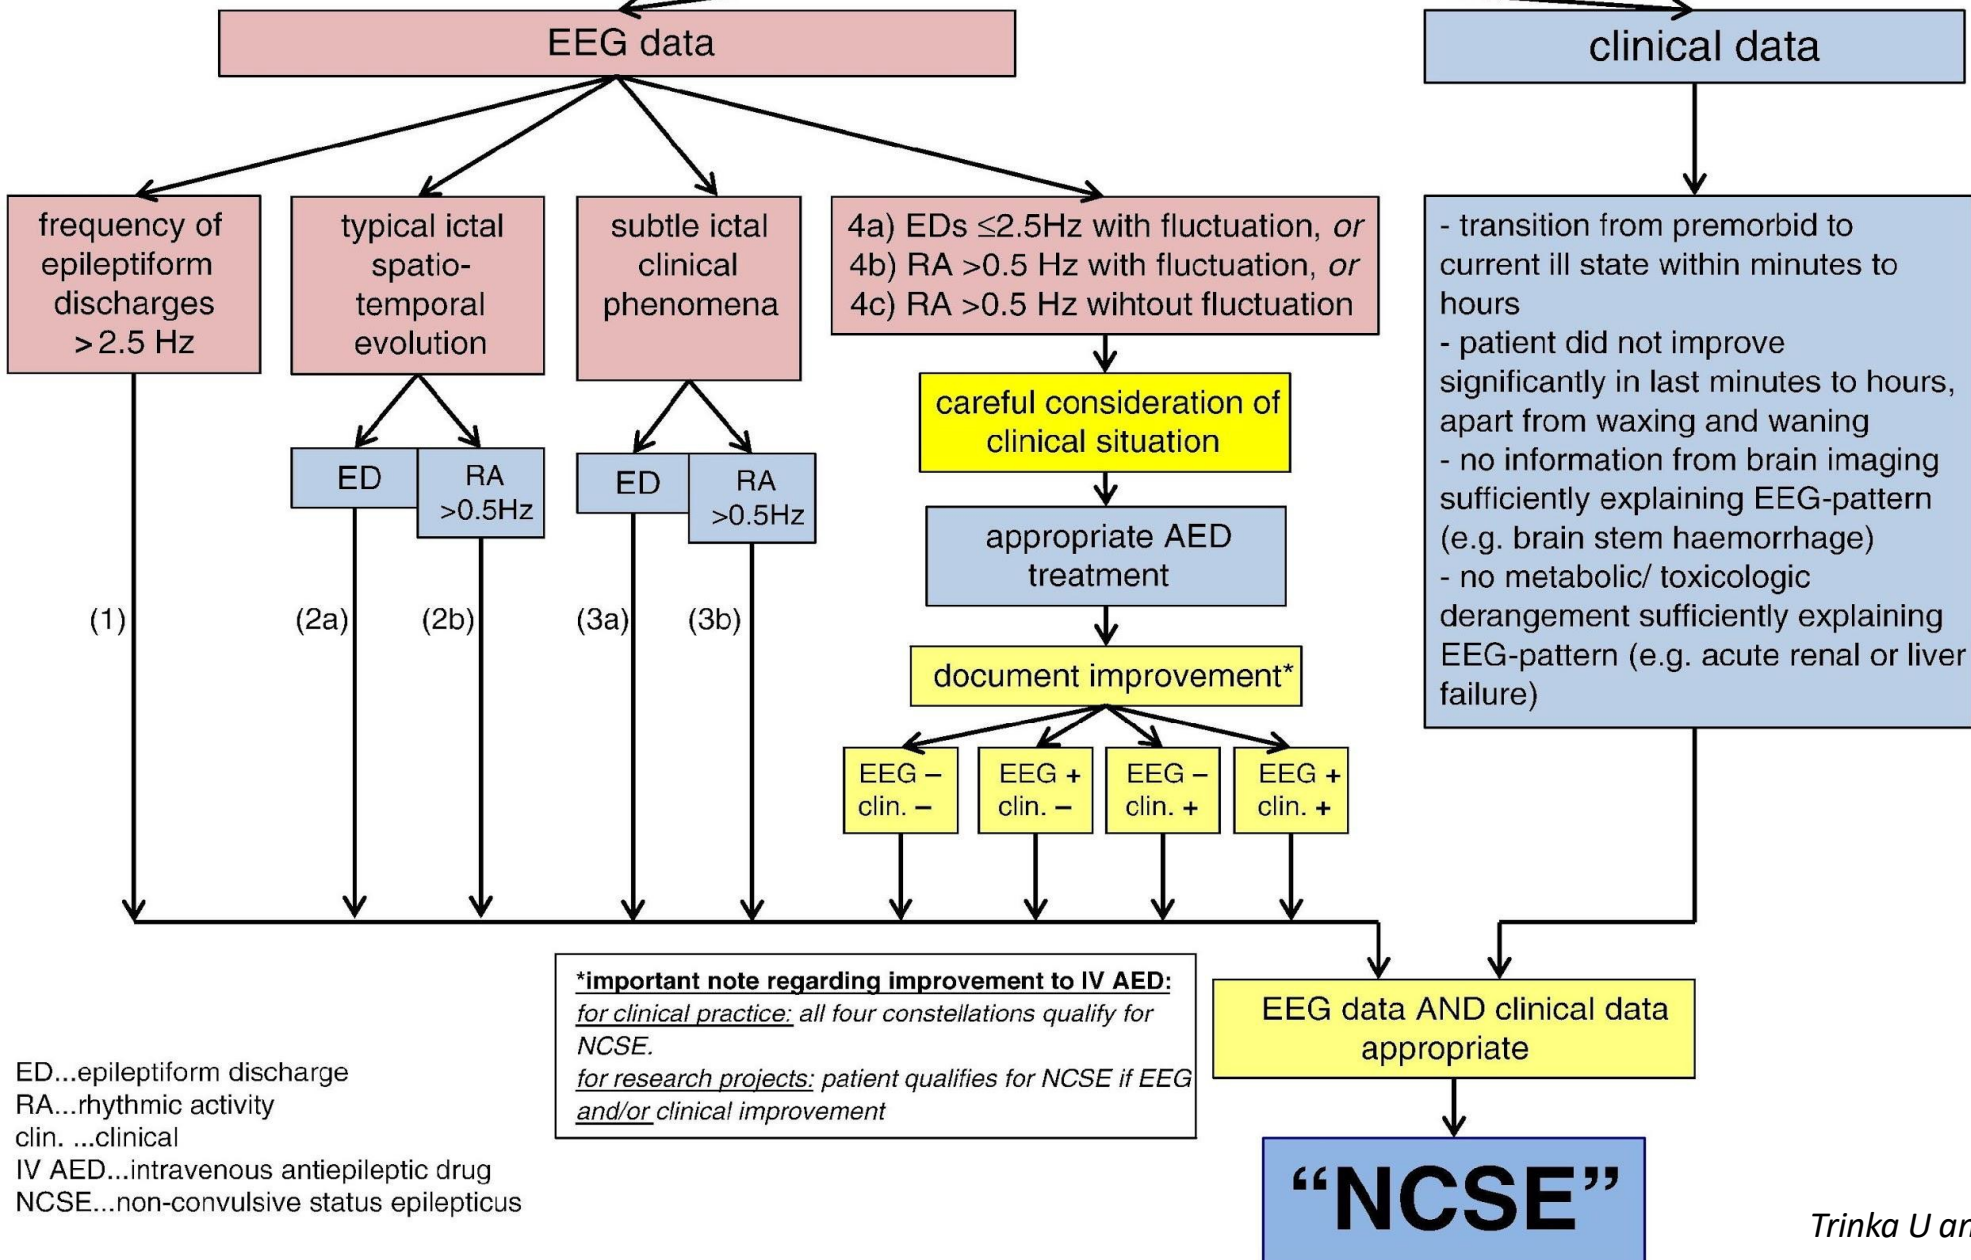 EEG data
clinical data
frequency of
epileptiform
discharges
> 2.5 Hz
typical ictal
spatio-
temporal
evolution
subtle ictal
clinical
phenomena
4a) EDs ≤2.5Hz with fluctuation, or
4b) RA >0.5 Hz with fluctuation, or
4c) RA >0.5 Hz wihtout fluctuation
- transition from premorbid to
current ill state within minutes to
hours
- patient did not improve
significantly in last minutes to hours,
apart from waxing and waning
- no information from brain imaging
sufficiently explaining EEG-pattern
(e.g. brain stem haemorrhage)
- no metabolic/ toxicologic
derangement sufficiently explaining
EEG-pattern (e.g. acute renal or liver
failure)
ED
RA
>0.5Hz
ED
RA
>0.5Hz
careful consideration of
clinical situation
appropriate AED
treatment
(1)
(2a)
(2b)
(3a)
(3b)
document improvement*
EEG –
clin. –
EEG +
clin. –
EEG –
clin. +
EEG +
clin. +
*important note regarding improvement to IV AED:
for clinical practice: all four constellations qualify for
NCSE.
for research projects: patient qualifies for NCSE if EEG
and/or clinical improvement
EEG data AND clinical data
appropriate
ED...epileptiform discharge
RA...rhythmic activity
clin. ...clinical
IV AED...intravenous antiepileptic drug
NCSE...non-convulsive status epilepticus
“NCSE”
Trinka U an